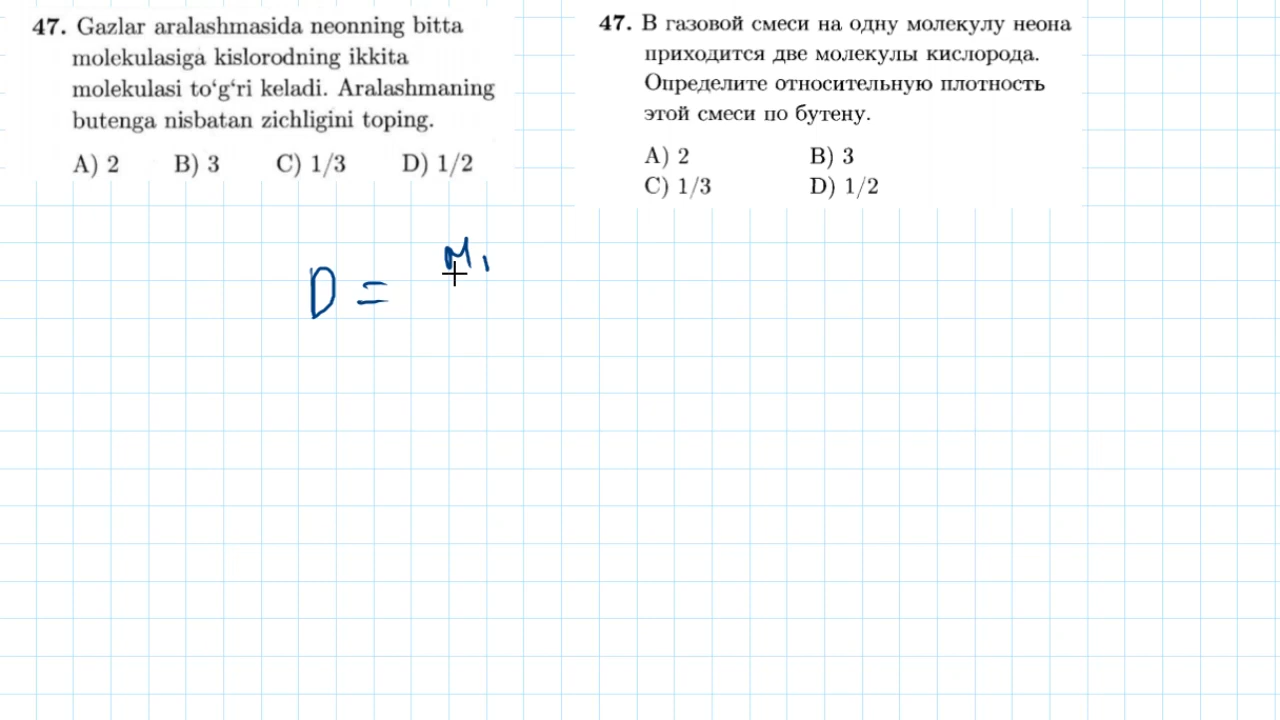 47. Gazlar aralashmasida neonning bitta
molekulasiga kislorodning ikkita
molekulasi to‘g‘ri keladi. Aralashmaning
butenga nisbatan zichligini toping.
A) 2 B) 3 C) 1/3 D) 1/2
47. В газовой смеси на одну молекулу неона
приходится две молекулы кислорода.
Определите относительную плотность
этой смеси по бутену.
A) 2 B) 3
C) 1/3 D) 1/2
D = M₁